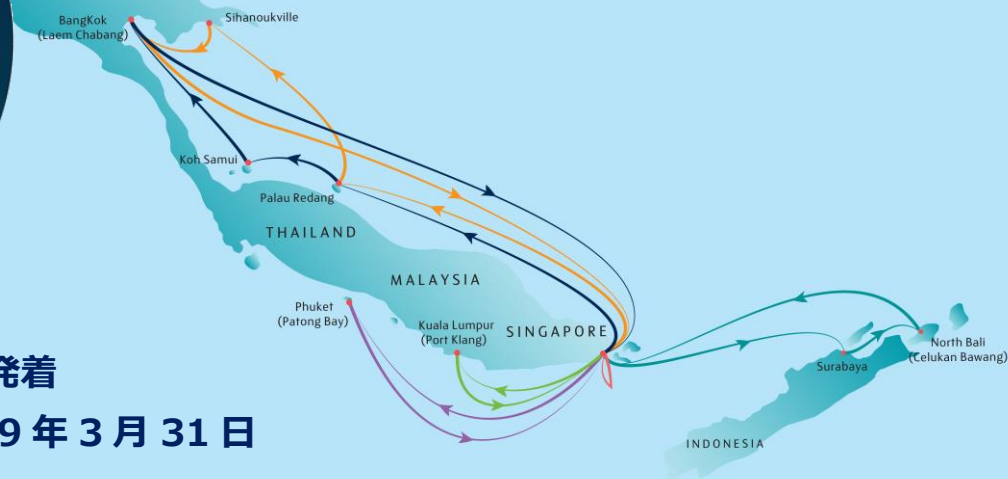 BangKok
(Laem Chabang)
Sihanoukville
Koh Samui
Palau Redang
THAILAND
MALAYSIA
Phuket
(Patong Bay)
Kuala Lumpur
(Port Klang)
SINGAPORE
North Bali
(Celukan Bawang)
Surabaya
INDONESIA
発着
9 年 3 月 31 日